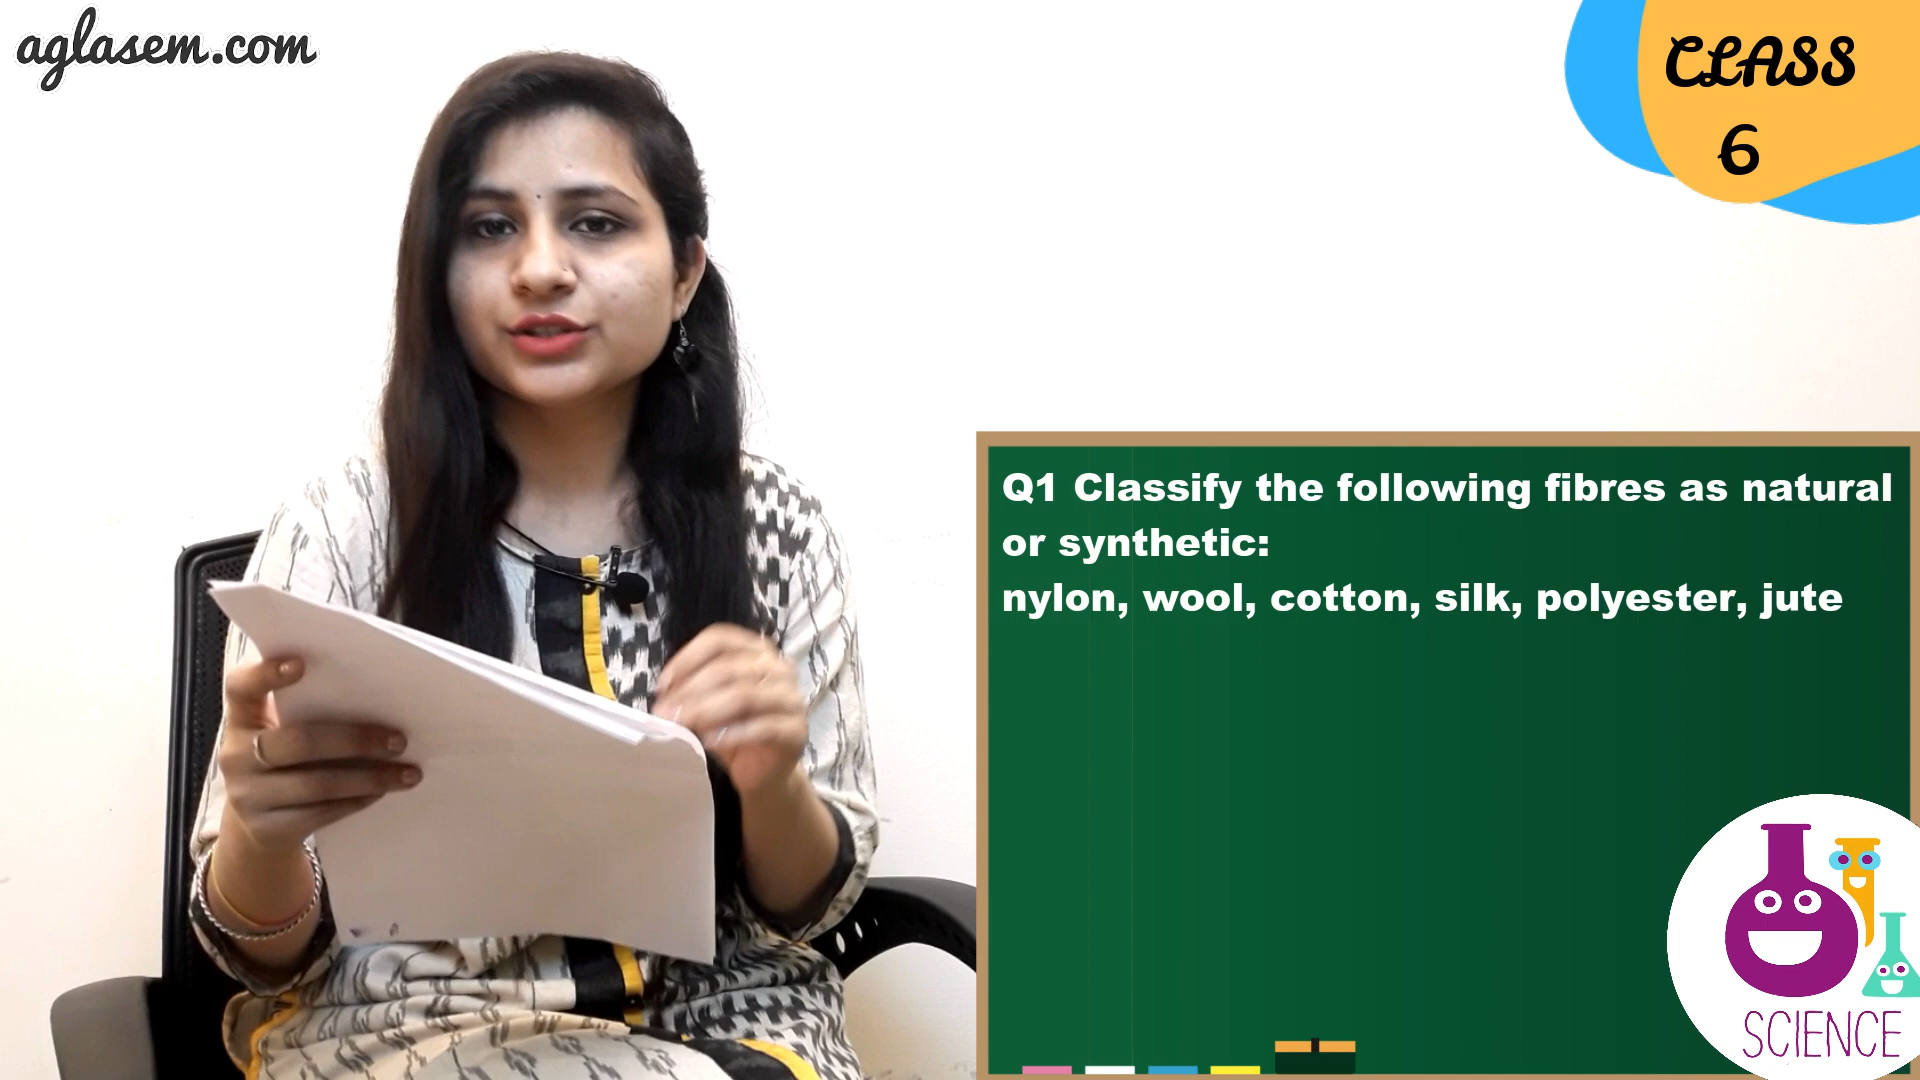 aglasem.com
CLASS
6
Q1 Classify the following fibres as natural
or synthetic:
nylon, wool, cotton, silk, polyester, jute
SCIENCE